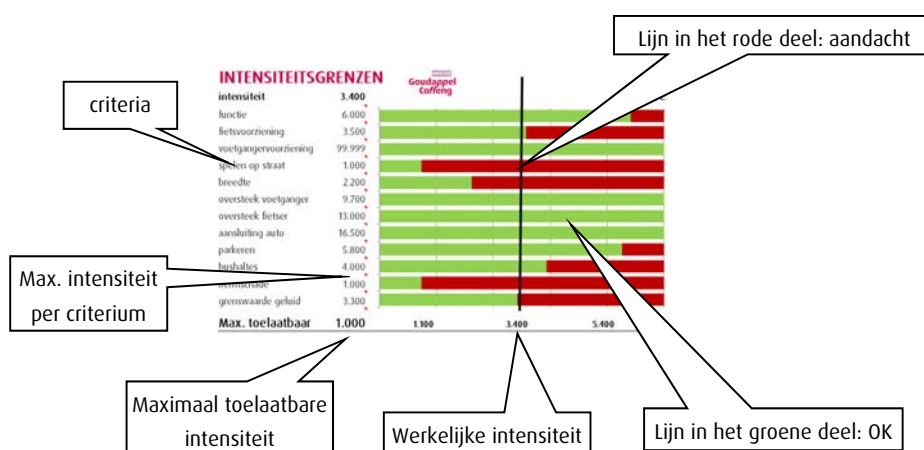 Lijn in het rode deel: aandacht
INTENSITEITSGRENZEN
Goudappel
Coffeng
criteria
intensiteit 3.400
functie 6.000
fietsvoorziening 3.500
voetgangervoorziening 99.999
spelen op straat 1.000
breedte 2.200
oversteek voetganger 9.700
oversteek fietser 13.000
aansluiting auto 16.500
parkeren 5.800
bushaltes 4.000
1.000
grenswaarde geluid 3.300
Max. toelaatbaar 1.000 1.100 3.400 5.400
Max. intensiteit
per criterium
Maximaal toelaatbare
intensiteit
Werkelijke intensiteit
Lijn in het groene deel: OK